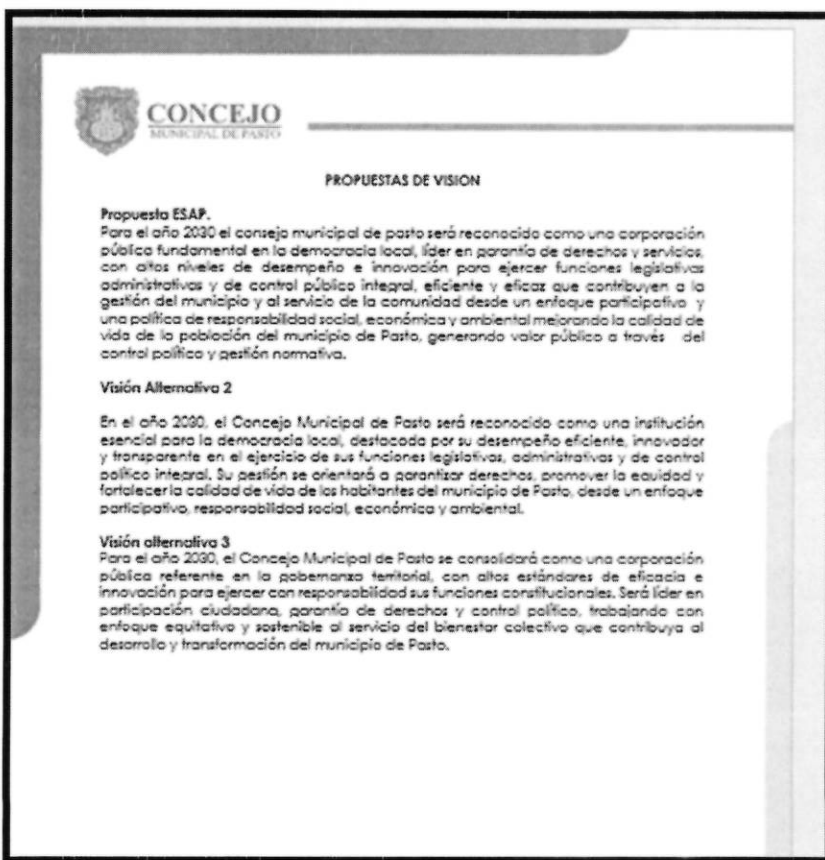 CONCEJO
MUNICIPAL DE PASTO
PROPUESTAS DE VISION
Propuesta ESAP.
Para el año 2030 el consejo municipal de pasto será reconocido como una corporación
pública fundamental en la democracia local, líder en garantía de derechos y servicios,
con altos niveles de desempeño e innovación para ejercer funciones legislativas
administrativas y de control público integral, eficiente y eficaz que contribuyen a la
gestión del municipio y al servicio de la comunidad desde un enfoque participativo y
una política de responsabilidad social, económica y ambiental mejorando la calidad de
vida de la población del municipio de Pasto, generando valor público a través del
control político y gestión normativa.
Visión Alternativa 2
En el año 2030, el Concejo Municipal de Pasto será reconocido como una institución
esencial para la democracia local, destacada por su desempeño eficiente, innovador
y transparente en el ejercicio de sus funciones legislativas, administrativas y de control
político integral. Su gestión se orientará a garantizar derechos, promover la equidad y
fortalecer la calidad de vida de los habitantes del municipio de Pasto, desde un enfoque
participativo, responsabilidad social, económica y ambiental.
Visión alternativa 3
Para el año 2030, el Concejo Municipal de Pasto se consolidará como una corporación
pública referente en la gobernanza territorial, con altos estándares de eficacia e
innovación para ejercer con responsabilidad sus funciones constitucionales. Será líder en
participación ciudadana, garantía de derechos y control político, trabajando con
enfoque equitativo y sostenible al servicio del bienestar colectivo que contribuya al
desarrollo y transformación del municipio de Pasto.